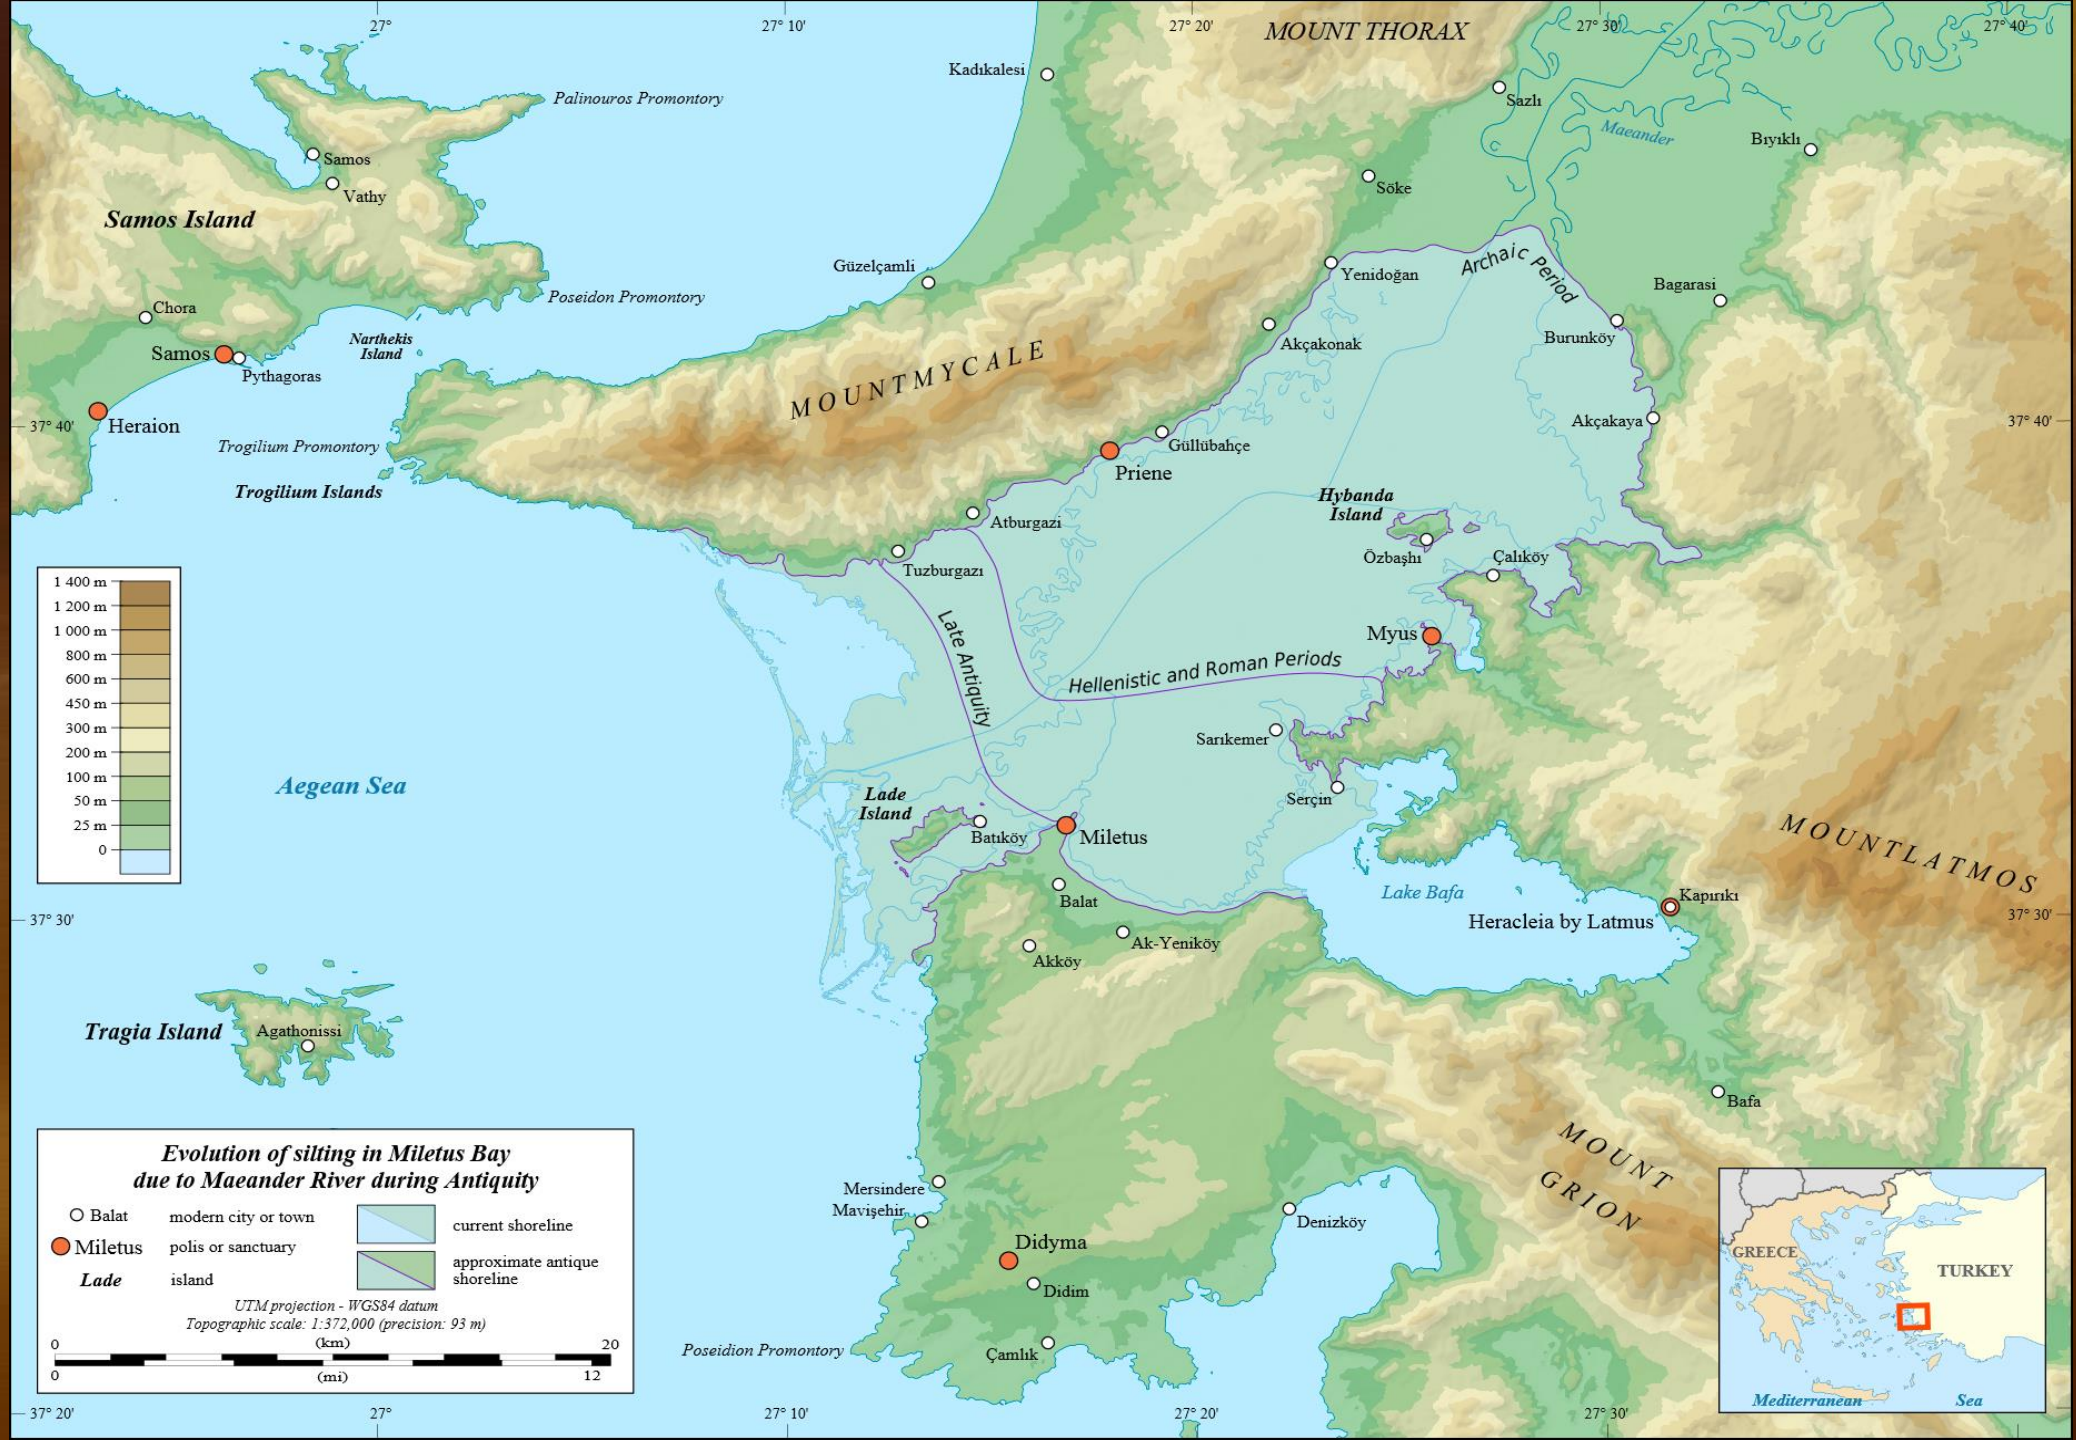 27°
27° 10'
27° 20'
27° 30'
27° 40'
MOUNT THORAX
Kadıkalesi
Palinouros Promontory
Sazlı
Maeander
Bıyıklı
Samos
Vathy
Söke
Samos Island
Archaic Period
Güzelçamli
Yenidoğan
Bagarasi
Poseidon Promontory
Chora
Narthekis
Island
Akçakonak
Burunköy
Samos
Pythagoras
MOUNT MYCALE
Heraion
37° 40'
Akçakaya
37° 40'
Trogilium Promontory
Güllübahçe
Priene
Trogilium Islands
Hybanda
Island
Atburgazi
Özbaşhı
Çalıköy
Tuzburgazı
1 400 m
1 200 m
1 000 m
800 m
600 m
450 m
300 m
200 m
100 m
50 m
25 m
0
Late Antiquity
Myus
Hellenistic and Roman Periods
Sarıkemer
Aegean Sea
Lade
Island
Serçin
Batıköy
Miletus
MOUNT LATMOS
Lake Bafa
Kapırıkı
Balat
Heracleia by Latmus
37° 30'
37° 30'
Ak-Yeniköy
Akköy
Tragia Island
Agathonissi
Bafa
MOUNT
GRION
Mersindere
Mavişehir
Denizköy
Didyma
Didim
Poseidion Promontory
Çamlık
Evolution of silting in Miletus Bay
due to Maeander River during Antiquity
Balat modern city or town current shoreline
Miletus polis or sanctuary approximate antique
shoreline
Lade island
UTM projection - WGS84 datum
Topographic scale: 1:372,000 (precision: 93 m)
0 (km) 20
0 (mi) 12
GREECE
TURKEY
Mediterranean Sea
37° 20'
27°
27° 10'
27° 20'
27° 30'